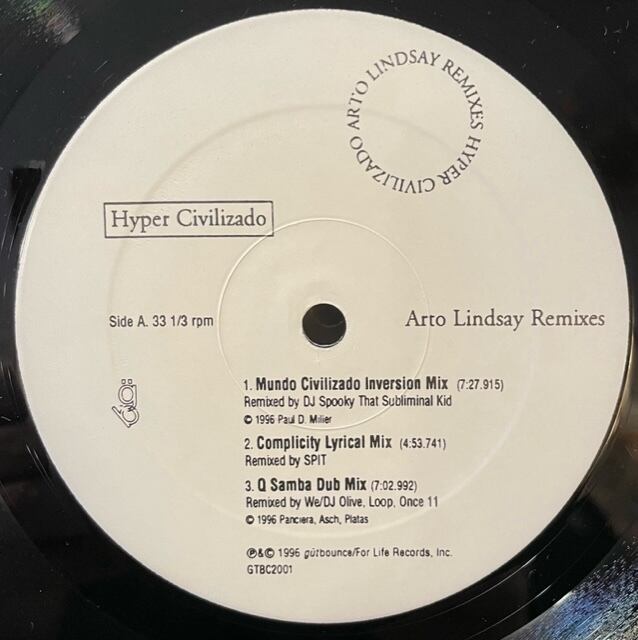 ARTO LINDSAY REMIXES HYPER CIVILIZADO
Hyper Civilizado
Side A. 33 1/3 rpm
Arto Lindsay Remixes
1. Mundo Civilizado Inversion Mix (7:27.915)
Remixed by DJ Spooky That Subliminal Kid
© 1996 Paul D. Miller
2. Complicity Lyrical Mix (4:53.741)
Remixed by SPIT
3. Q Samba Dub Mix (7:02.992)
Remixed by We/DJ Olive, Loop, Once 11
© 1996 Panciera, Asch, Platas
℗&© 1996 gütbounce/For Life Records, Inc.
GTBC2001